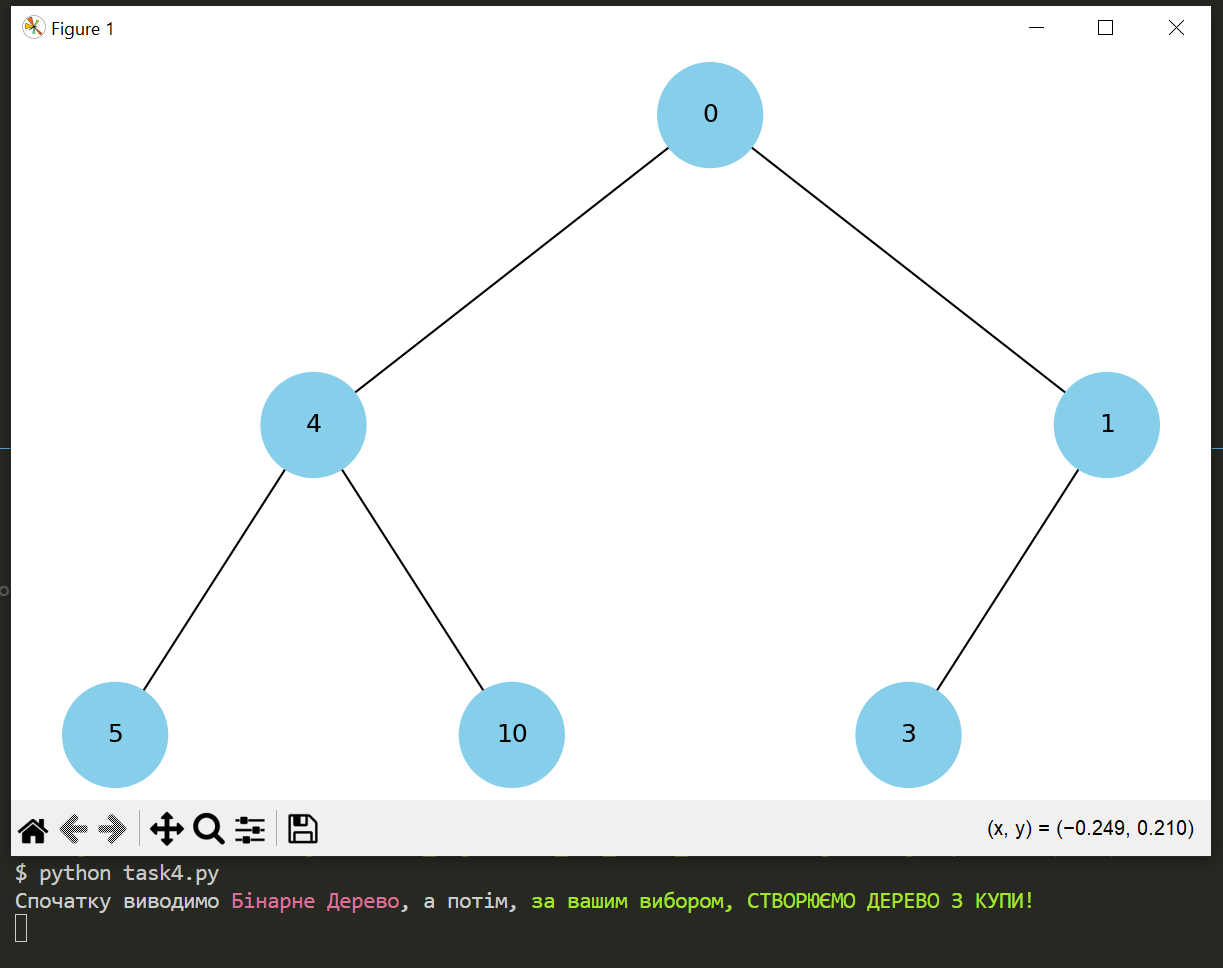 Figure 1
0
4 1
5 10 3
(x, y) = (−0.249, 0.210)
$ python task4.py
Спочатку виводимо Бінарне Дерево, а потім, за вашим вибором, СТВОРЮЄМО ДЕРЕВО З КУПИ!